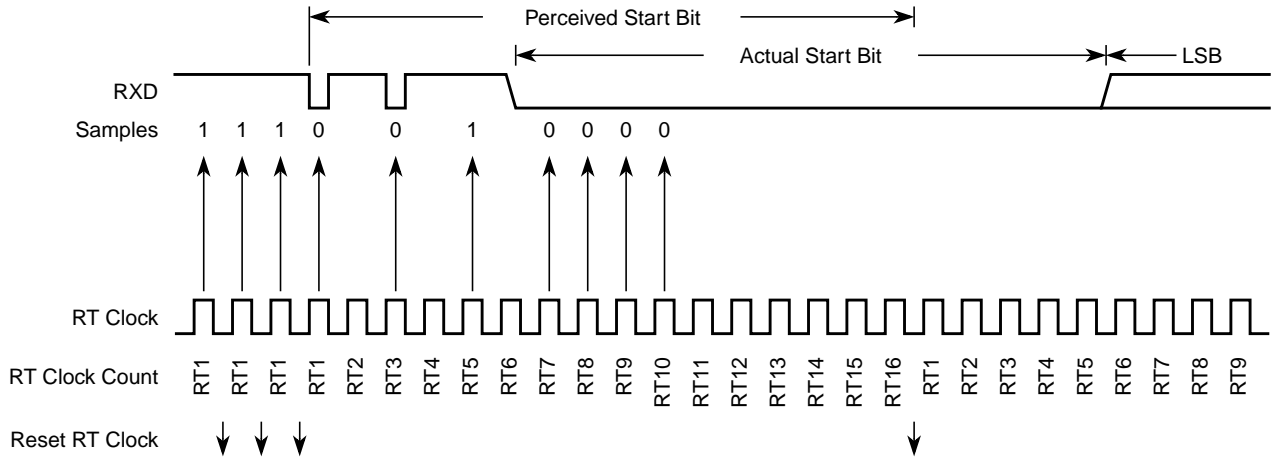 Perceived Start Bit
Actual Start Bit LSB
RXD
Samples 1 1 1 0 0 1 0 0 0 0
RT Clock
RT Clock Count RT1 RT1 RT1 RT1 RT2 RT3 RT4 RT5 RT6 RT7 RT8 RT9 RT10 RT11 RT12 RT13 RT14 RT15 RT16 RT1 RT2 RT3 RT4 RT5 RT6 RT7 RT8 RT9
Reset RT Clock